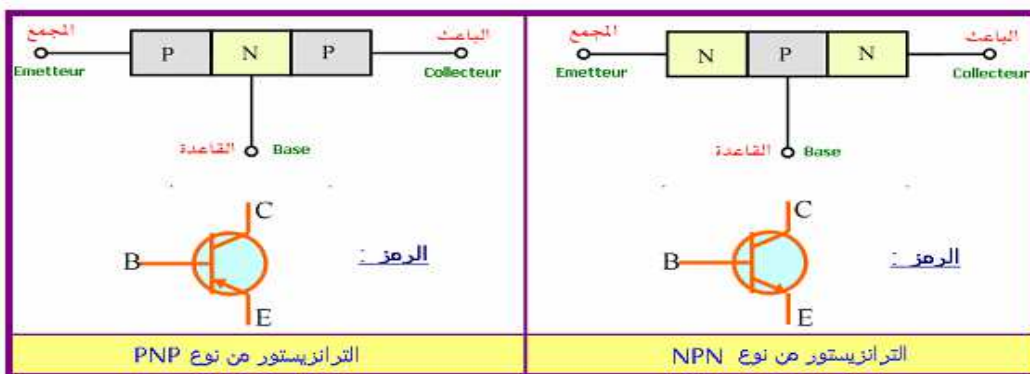 المجمع الباعث
P N P
Emetteur Collecteur
القاعدة Base
C
B
E
الرمز :
الترانزيستور من نوع PNP
المجمع الباعث
N P N
Emetteur Collecteur
القاعدة Base
C
B
E
الرمز :
الترانزيستور من نوع NPN